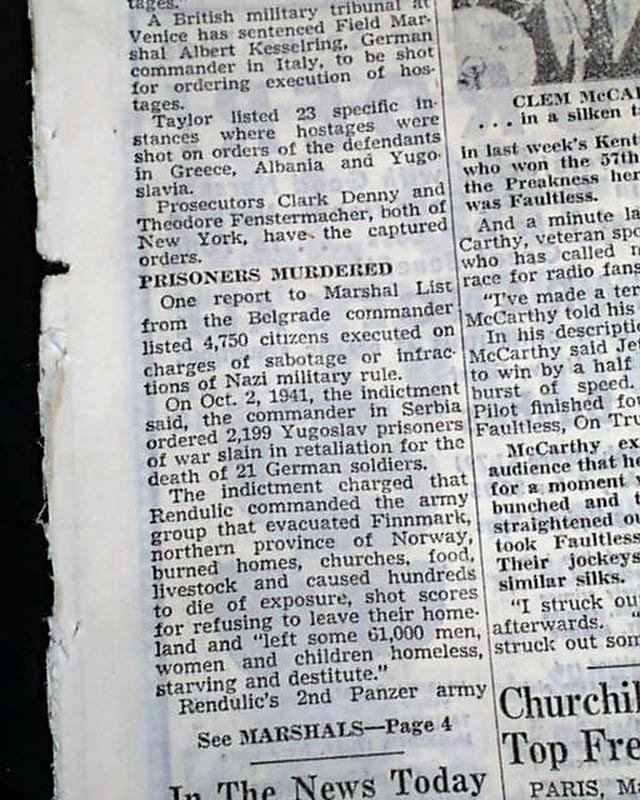 tages."
A British military tribunal at
Venice has sentenced Field Mar-
shal Albert Kesselring, German
commander in Italy, to be shot
for ordering execution of hos-
tages.
Taylor listed 23 specific in-
stances where hostages were
shot on orders of the defendants
in Greece, Albania and Yugo-
slavia.
Prosecutors Clark Denny and
Theodore Fenstermacher, both of
New York, have the captured
orders.
PRISONERS MURDERED
One report to Marshal List
from the Belgrade commander
listed 4,750 citizens executed on
charges of sabotage or infrac-
tions of Nazi military rule.
On Oct. 2, 1941, the indictment
said, the commander in Serbia
ordered 2,199 Yugoslav prisoners
of war slain in retaliation for the
death of 21 German soldiers.
The indictment charged that
Rendulic commanded the army
group that evacuated Finnmark,
northern province of Norway,
burned homes, churches, food,
livestock and caused hundreds
to die of exposure, shot scores
for refusing to leave their home-
land and "left some 61,000 men,
women and children homeless,
starving and destitute."
Rendulic's 2nd Panzer army
See MARSHALS—Page 4
In The News Today
CLEM McCAR
... in a silken t
in last week's Kent
who won the 57th
the Preakness her
was Faultless.
And a minute la
Carthy, veteran spo
who has called m
race for radio fans
"I've made a ter
McCarthy told his
In his descriptio
McCarthy said Jet
to win by a half
burst of speed.
Pilot finished fou
Faultless, On Tru
McCarthy ex
audience that he
for a moment w
bunched and
straightened o
took Faultless
Their jockeys
similar silks.
"I struck ou
afterwards. "
struck out som
Churchil
Top Fre
PARIS, M